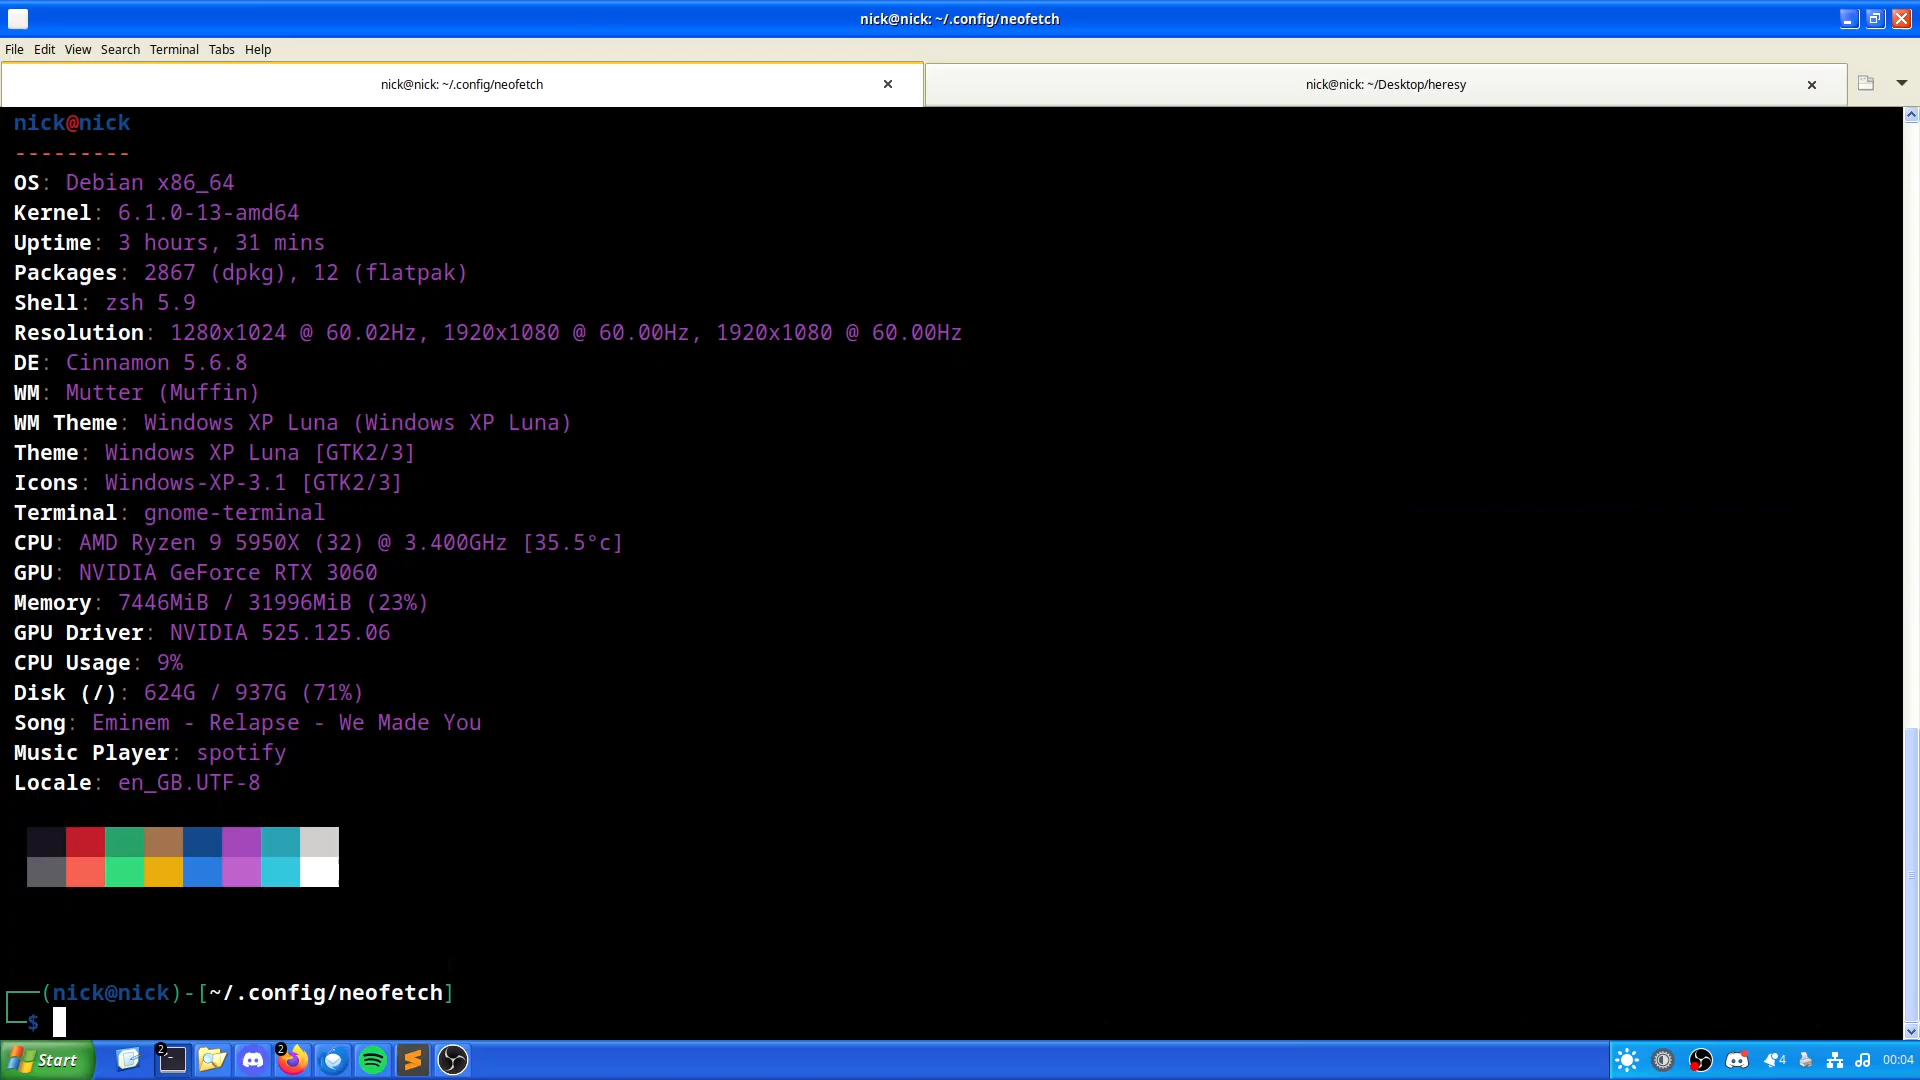 nick@nick: ~/.config/neofetch
File Edit View Search Terminal Tabs Help
nick@nick: ~/.config/neofetch
nick@nick: ~/Desktop/heresy
nick@nick
---------
OS: Debian x86_64
Kernel: 6.1.0-13-amd64
Uptime: 3 hours, 31 mins
Packages: 2867 (dpkg), 12 (flatpak)
Shell: zsh 5.9
Resolution: 1280x1024 @ 60.02Hz, 1920x1080 @ 60.00Hz, 1920x1080 @ 60.00Hz
DE: Cinnamon 5.6.8
WM: Mutter (Muffin)
WM Theme: Windows XP Luna (Windows XP Luna)
Theme: Windows XP Luna [GTK2/3]
Icons: Windows-XP-3.1 [GTK2/3]
Terminal: gnome-terminal
CPU: AMD Ryzen 9 5950X (32) @ 3.400GHz [35.5°c]
GPU: NVIDIA GeForce RTX 3060
Memory: 7446MiB / 31996MiB (23%)
GPU Driver: NVIDIA 525.125.06
CPU Usage: 9%
Disk (/): 624G / 937G (71%)
Song: Eminem - Relapse - We Made You
Music Player: spotify
Locale: en_GB.UTF-8
┌──(nick@nick)-[~/.config/neofetch]
└─$
Start 2 2 4 00:04